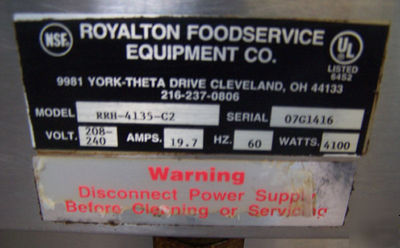 NSF
ROYALTON FOODSERVICE
EQUIPMENT CO.
UL
LISTED
6452
9981 YORK-THETA DRIVE CLEVELAND, OH 44133
216-237-0806
MODEL RRH-4135-C2 SERIAL 07G1416
VOLT. 208-240 AMPS. 19.7 HZ. 60 WATTS. 4100
Warning
Disconnect Power Supply
Before Cleaning or Servicing